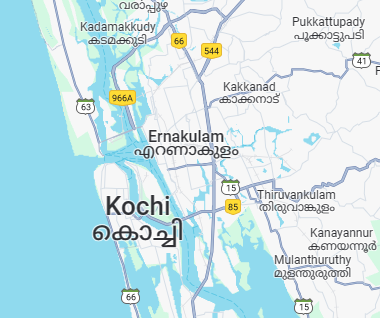 വരാപ്പുഴ
Kadamakkudy
കടമക്കുടി
Pukkattupady
പൂക്കാട്ടുപടി
66
544
41
Kakkanad
കാക്കനാട്
966A
63
Ernakulam
എറണാകുളം
15
Thiruvankulam
തിരുവാങ്കുളം
Kochi
കൊച്ചി
85
Kanayannur
കണയന്നൂർ
Mulanthuruthy
മുളന്തുരുത്തി
66
15